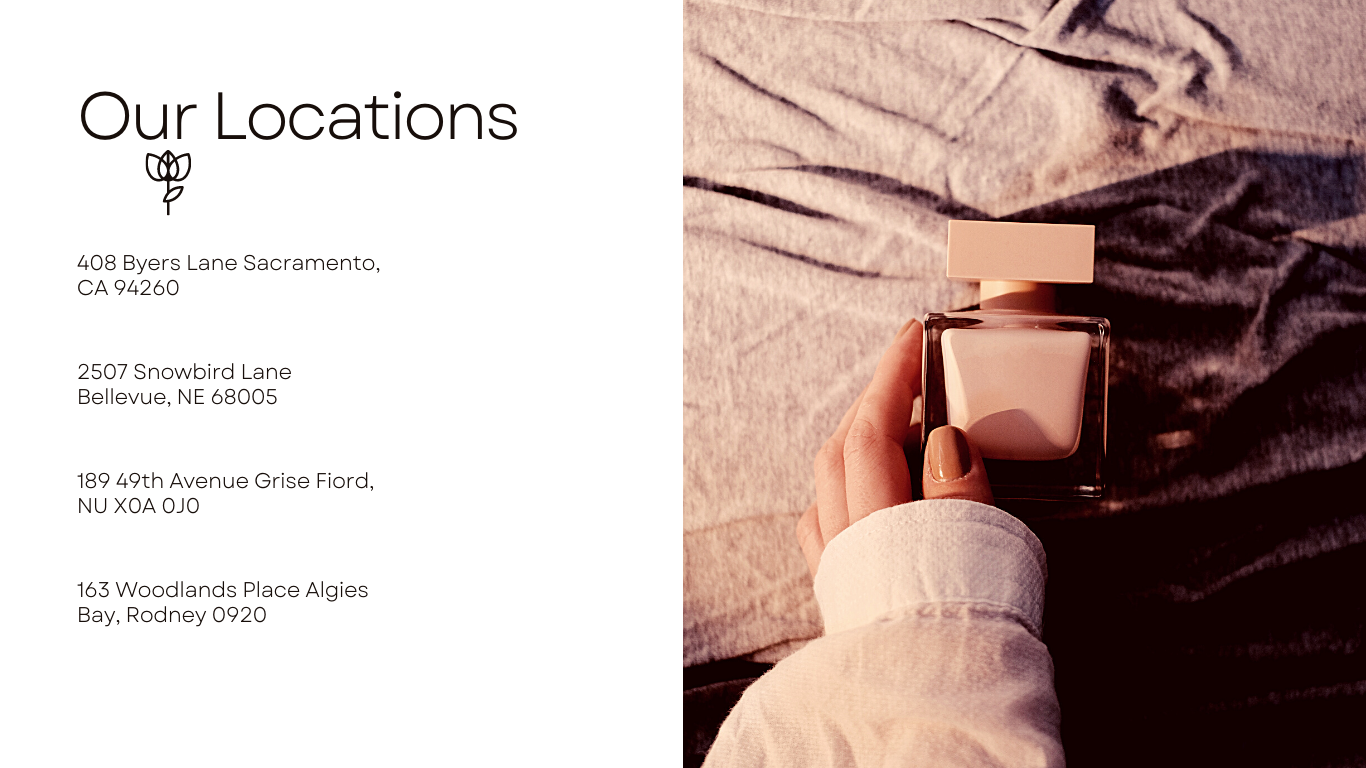 Our Locations
408 Byers Lane Sacramento,
CA 94260
2507 Snowbird Lane
Bellevue, NE 68005
189 49th Avenue Grise Fiord,
NU X0A 0J0
163 Woodlands Place Algies
Bay, Rodney 0920